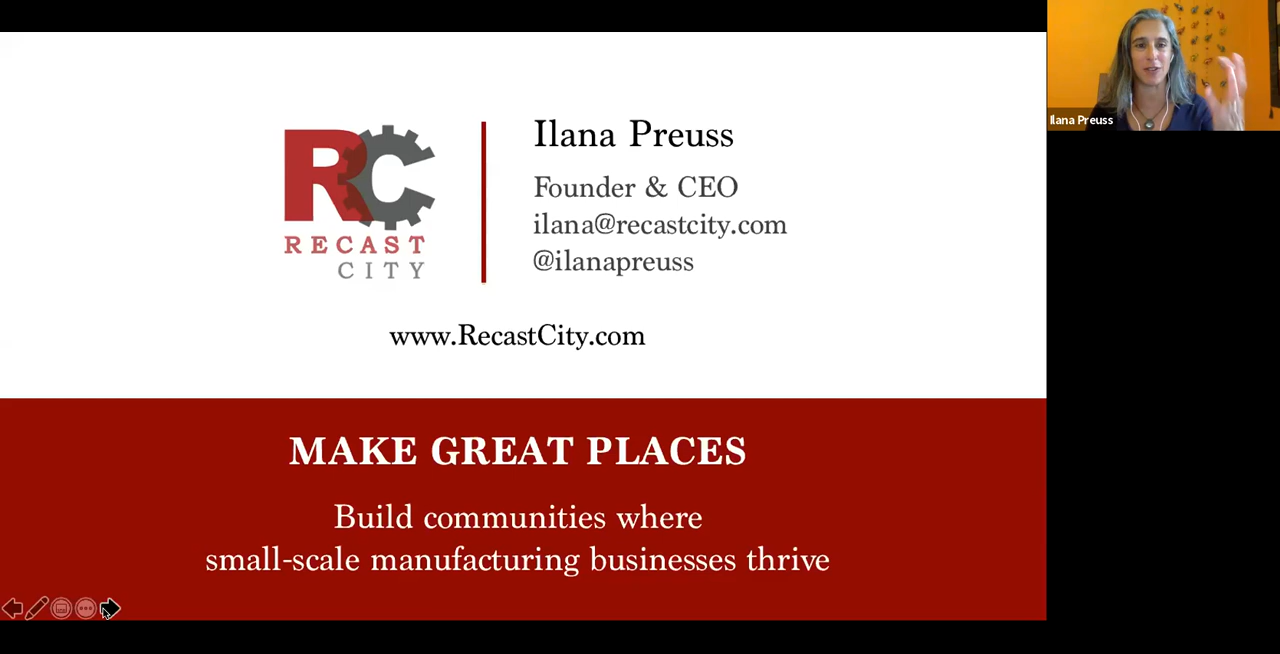 Ilana Preuss
RC
RECAST
CITY
Ilana Preuss
Founder & CEO
ilana@recastcity.com
@ilanapreuss
www.RecastCity.com
MAKE GREAT PLACES
Build communities where
small-scale manufacturing businesses thrive